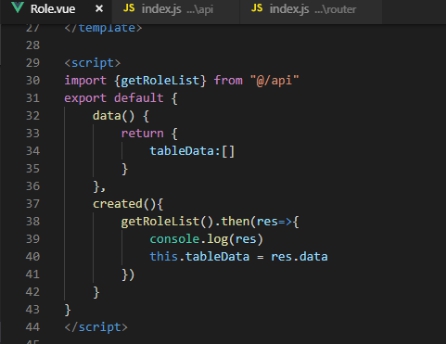 Role.vue × JS index.js ...\api JS index.js ...\router
27 </template>
28
29 <script>
30 import {getRoleList} from "@/api"
31 export default {
32 data() {
33 return {
34 tableData:[]
35 }
36 },
37 created(){
38 getRoleList().then(res=>{
39 console.log(res)
40 this.tableData = res.data
41 })
42 }
43 }
44 </script>
45